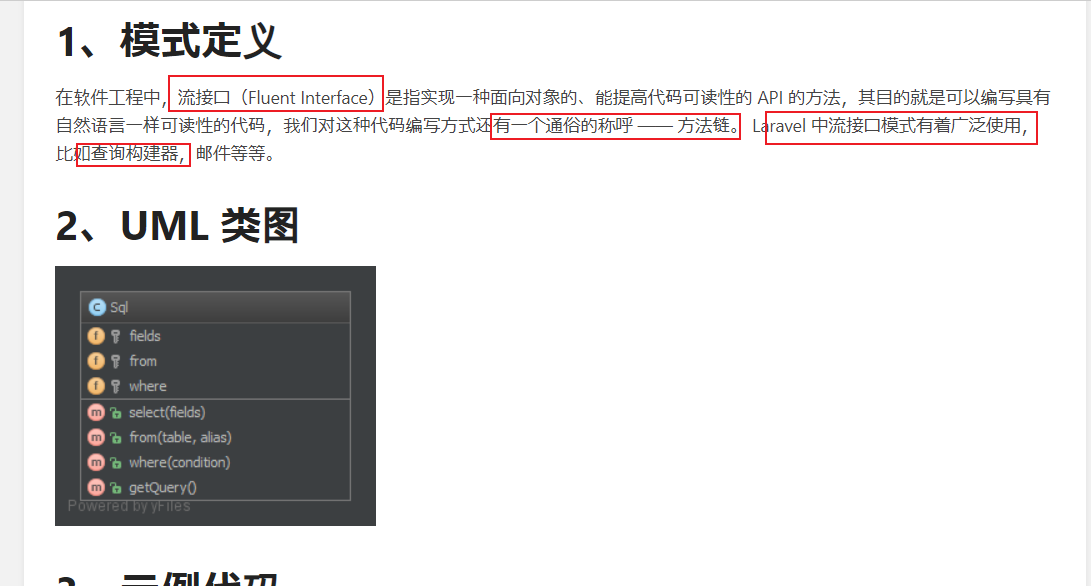 1、模式定义
在软件工程中，流接口（Fluent Interface）是指实现一种面向对象的、能提高代码可读性的 API 的方法，其目的就是可以编写具有
自然语言一样可读性的代码，我们对这种代码编写方式还有一个通俗的称呼 —— 方法链。 Laravel 中流接口模式有着广泛使用，
比如查询构建器，邮件等等。
2、UML 类图
C Sql
f fields
f from
f where
m select(fields)
m from(table, alias)
m where(condition)
m getQuery()
Powered by yFiles
3、示例代码